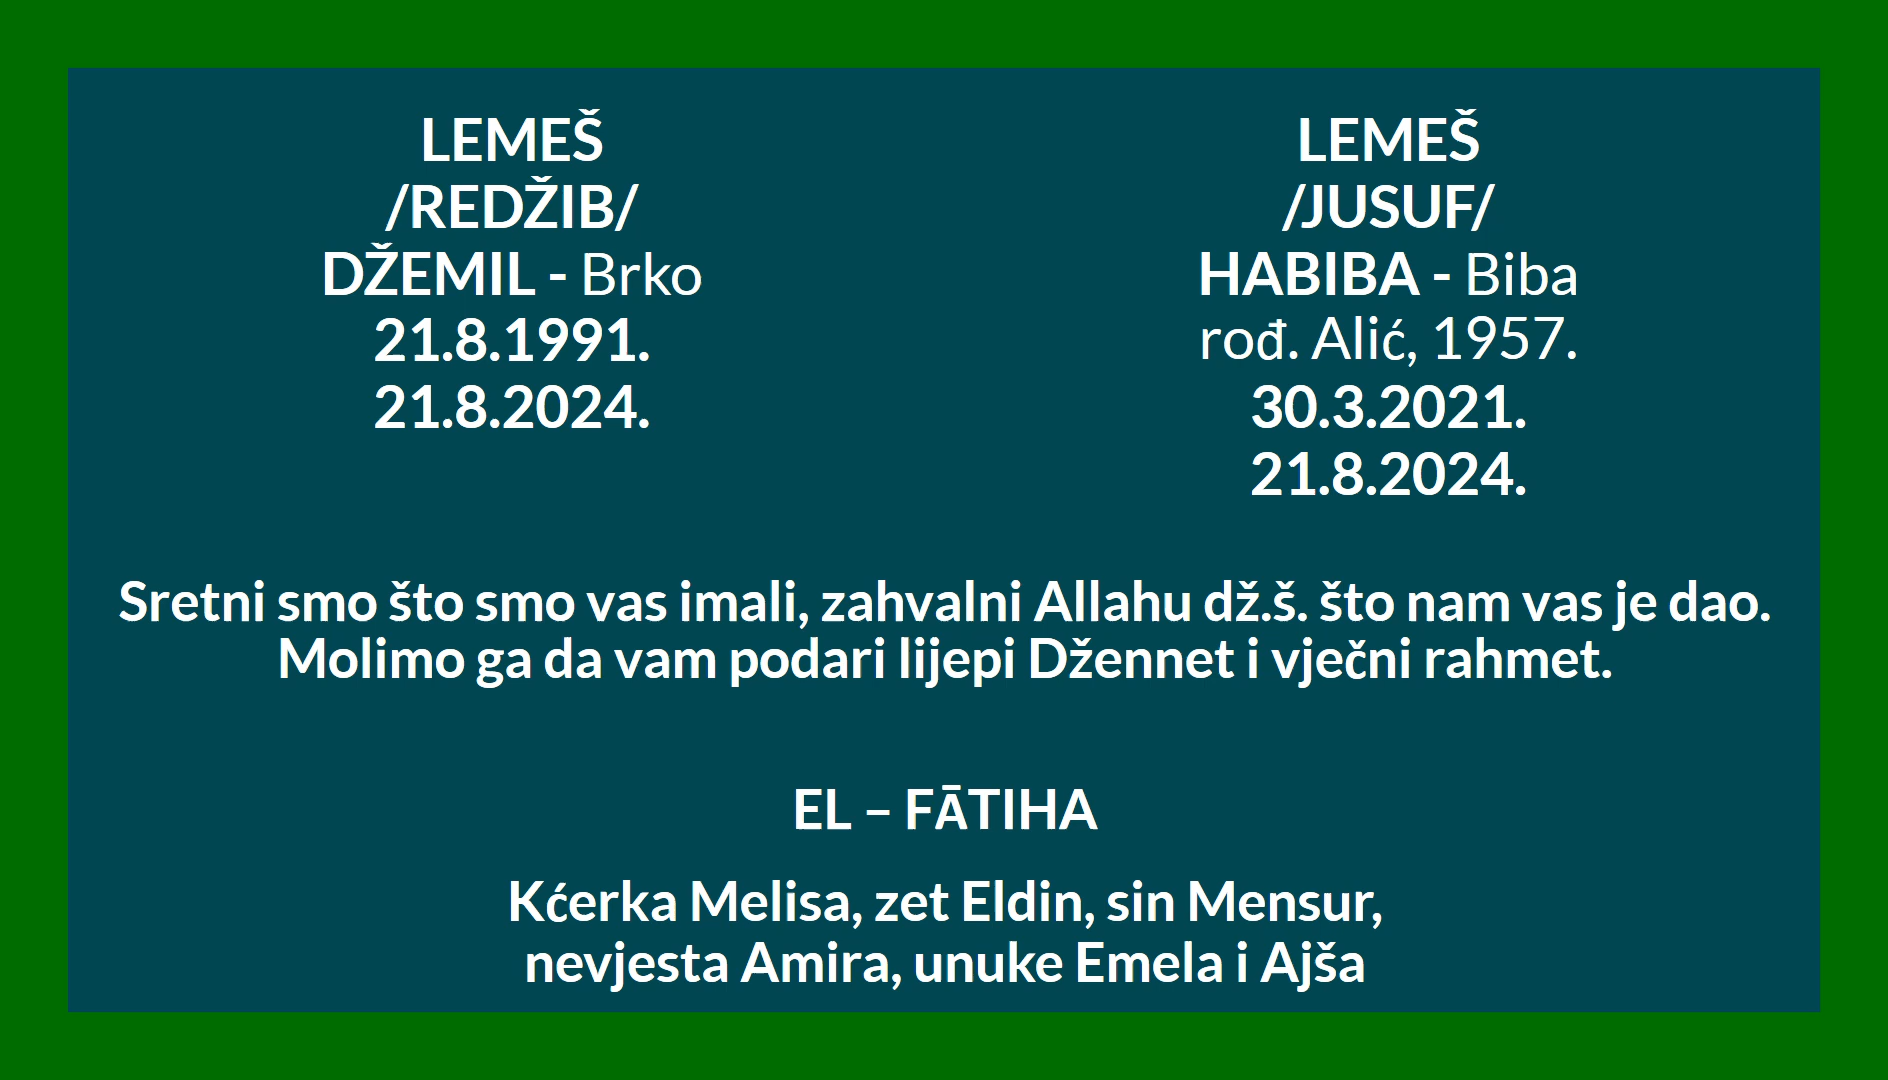 LEMEŠ
/REDŽIB/
DŽEMIL - Brko
21.8.1991.
21.8.2024.
LEMEŠ
/JUSUF/
HABIBA - Biba
rođ. Alić, 1957.
30.3.2021.
21.8.2024.
Sretni smo što smo vas imali, zahvalni Allahu dž.š. što nam vas je dao.
Molimo ga da vam podari lijepi Džennet i vječni rahmet.
EL – FĀTIHA
Kćerka Melisa, zet Eldin, sin Mensur,
nevjesta Amira, unuke Emela i Ajša